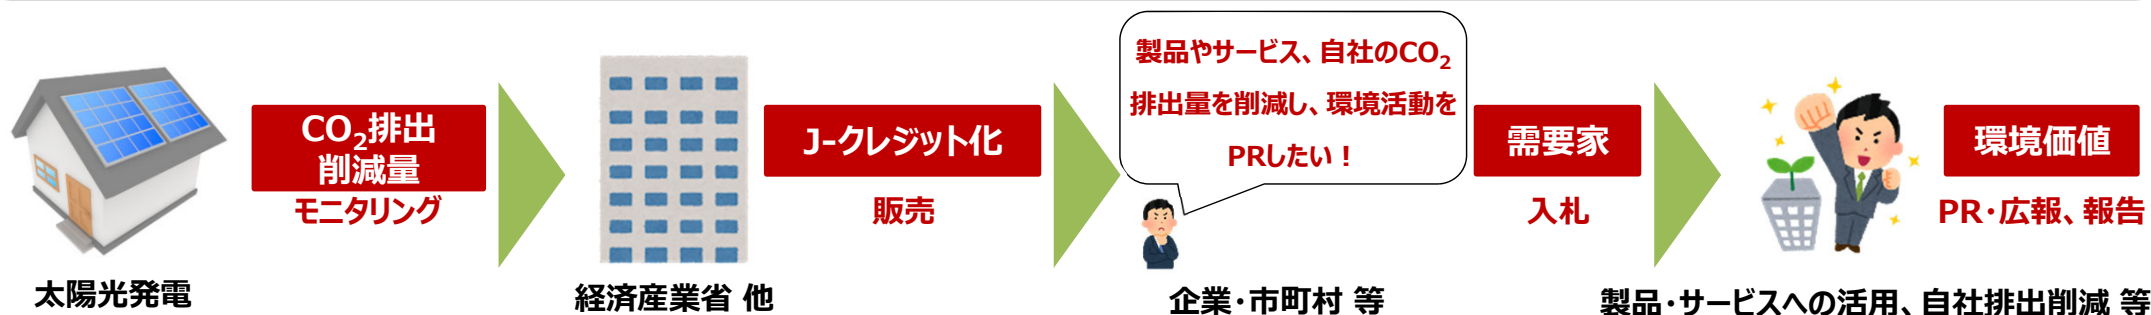 太陽光発電
CO₂排出
削減量
モニタリング
経済産業省 他
J-クレジット化
販売
製品やサービス、自社のCO₂
排出量を削減し、環境活動を
PRしたい！
企業・市町村 等
需要家
入札
環境価値
PR・広報、報告
製品・サービスへの活用、自社排出削減 等